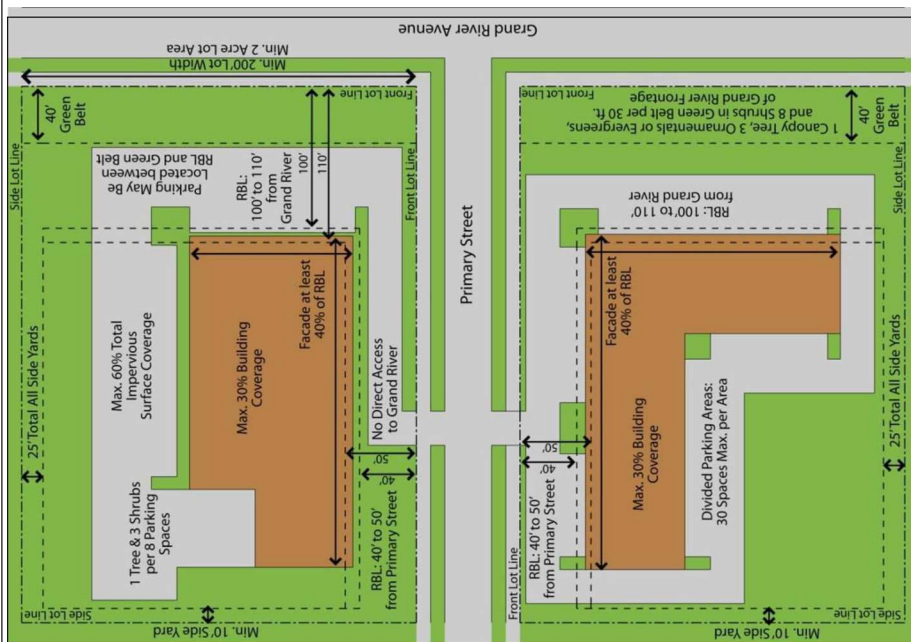 Grand River Avenue
Min. 2 Acre Lot Area
Min. 200' Lot Width
Front Lot Line
40'
Green
Belt
Side Lot Line
Parking May Be
Located between
RBL and Green Belt
RBL:
100' to 110'
from
Grand River
100'
110'
Front Lot Line
Facade at least
40% of RBL
Max. 60% Total
Impervious
Surface Coverage
Max. 30% Building
Coverage
No Direct Access
to Grand River
25' Total All Side Yards
1 Tree & 3 Shrubs
per 8 Parking
Spaces
50'
40'
RBL: 40' to 50'
from Primary Street
Side Lot Line
Min. 10' Side Yard
Primary Street
Front Lot Line
1 Canopy Tree, 3 Ornamentals or Evergreens,
and 8 Shrubs in Green Belt per 30 ft.
of Grand River Frontage
40'
Green
Belt
Side Lot Line
RBL: 100' to 110'
from Grand River
Facade at least
40% of RBL
Max. 30% Building
Coverage
Divided Parking Areas:
30 Spaces Max. per Area
25' Total All Side Yards
50'
40'
RBL: 40' to 50'
from Primary Street
Front Lot Line
Side Lot Line
Min. 10' Side Yard